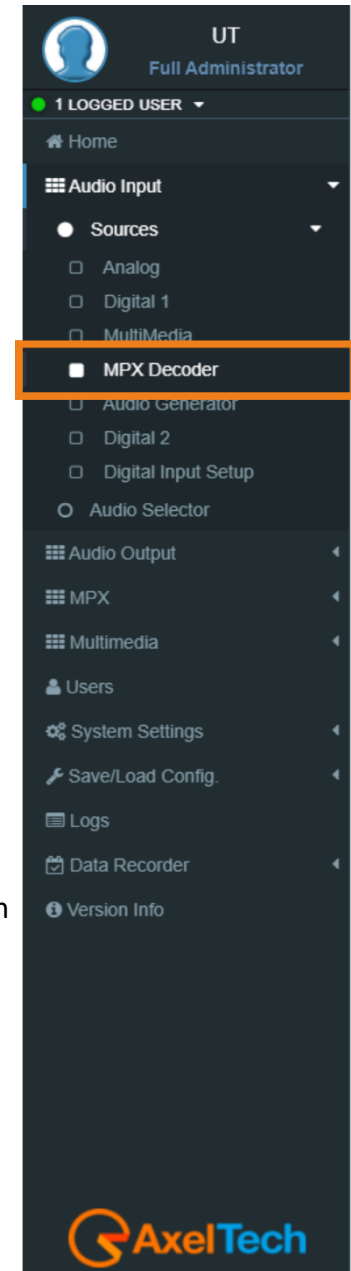 UT
Full Administrator
1 LOGGED USER
Home
Audio Input
Sources
Analog
Digital 1
MultiMedia
MPX Decoder
Audio Generator
Digital 2
Digital Input Setup
Audio Selector
Audio Output
MPX
Multimedia
Users
System Settings
Save/Load Config.
Logs
Data Recorder
Version Info
AxelTech